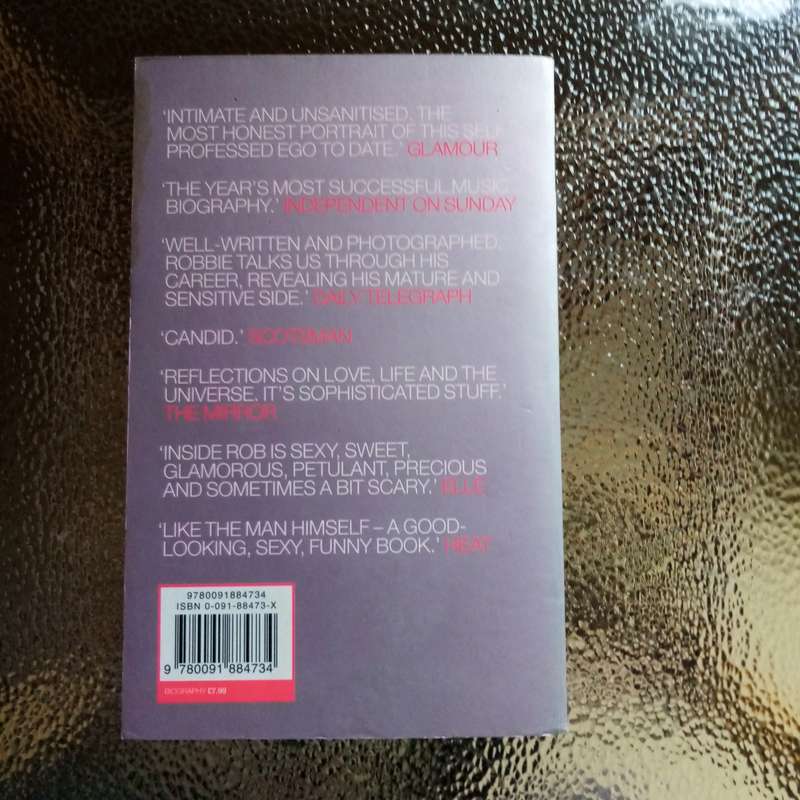 ‘INTIMATE AND UNSANITISED. THE
MOST HONEST PORTRAIT OF THIS SELF
PROFESSED EGO TO DATE.’ GLAMOUR
‘THE YEAR’S MOST SUCCESSFUL MUSIC
BIOGRAPHY.’ INDEPENDENT ON SUNDAY
‘WELL-WRITTEN AND PHOTOGRAPHED,
ROBBIE TALKS US THROUGH HIS
CAREER, REVEALING HIS MATURE AND
SENSITIVE SIDE.’ DAILY TELEGRAPH
‘CANDID.’ SCOTSMAN
‘REFLECTIONS ON LOVE, LIFE AND THE
UNIVERSE. IT’S SOPHISTICATED STUFF.’
THE MIRROR
‘INSIDE ROB IS SEXY, SWEET,
GLAMOROUS, PETULANT, PRECIOUS
AND SOMETIMES A BIT SCARY.’ ELLE
‘LIKE THE MAN HIMSELF – A GOOD-
LOOKING, SEXY, FUNNY BOOK.’ HEAT
9780091884734
ISBN 0-091-88473-X
9 780091 884734
BIOGRAPHY £7.99